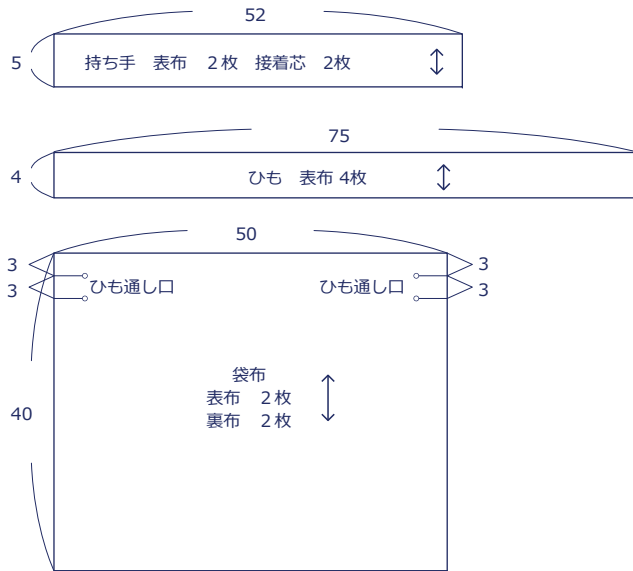 52
5
持ち手　表布　２枚　接着芯　2枚
75
4
ひも　表布 4枚
50
3
3
ひも通し口
ひも通し口
3
3
袋布
表布　２枚
裏布　２枚
40